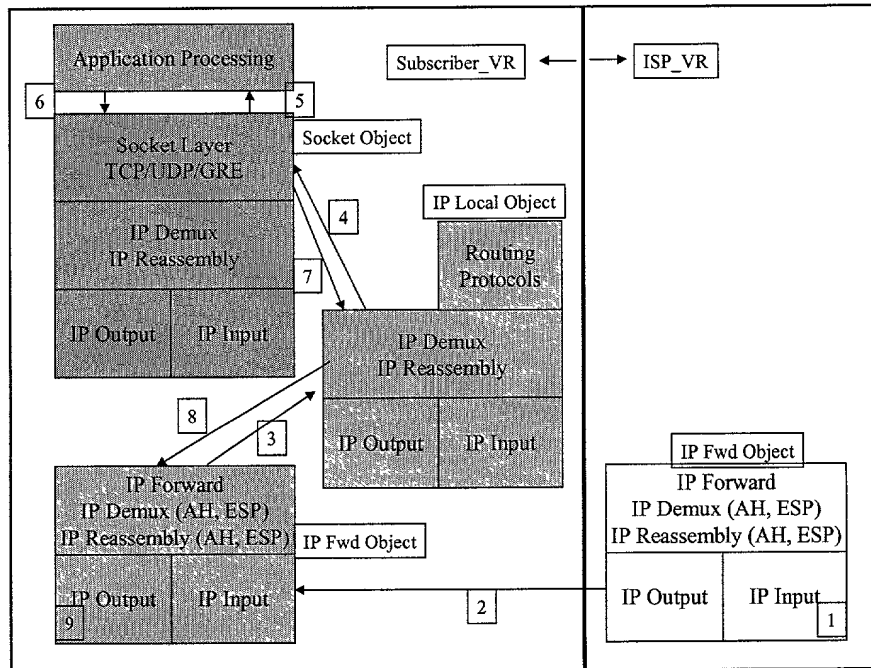 Application Processing
Subscriber_VR
ISP_VR
6
5
Socket Layer
TCP/UDP/GRE
Socket Object
4
IP Local Object
IP Demux
IP Reassembly
Routing
Protocols
7
IP Output
IP Input
IP Demux
IP Reassembly
8
3
IP Output
IP Input
IP Fwd Object
IP Forward
IP Demux (AH, ESP)
IP Reassembly (AH, ESP)
IP Fwd Object
IP Forward
IP Demux (AH, ESP)
IP Reassembly (AH, ESP)
IP Output
IP Input
9
2
IP Output
IP Input
1